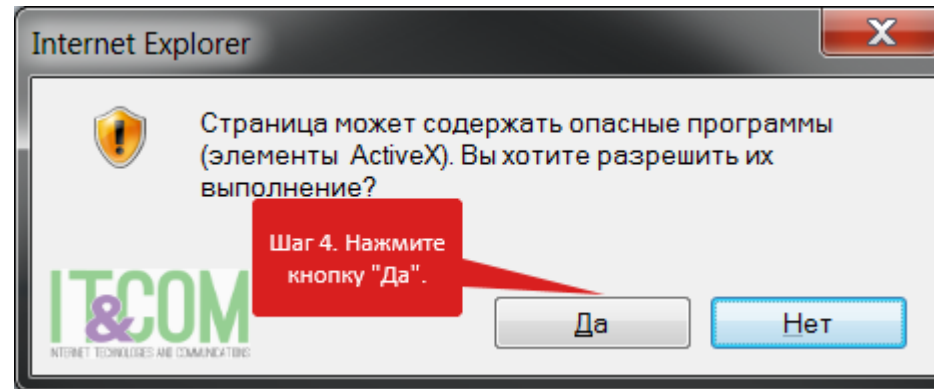 Internet Explorer
X
Страница может содержать опасные программы
(элементы ActiveX). Вы хотите разрешить их
выполнение?
Шаг 4. Нажмите
кнопку "Да".
IT&COM
INTERNET TECHNOLOGIES AND COMMUNICATIONS
Да
Нет